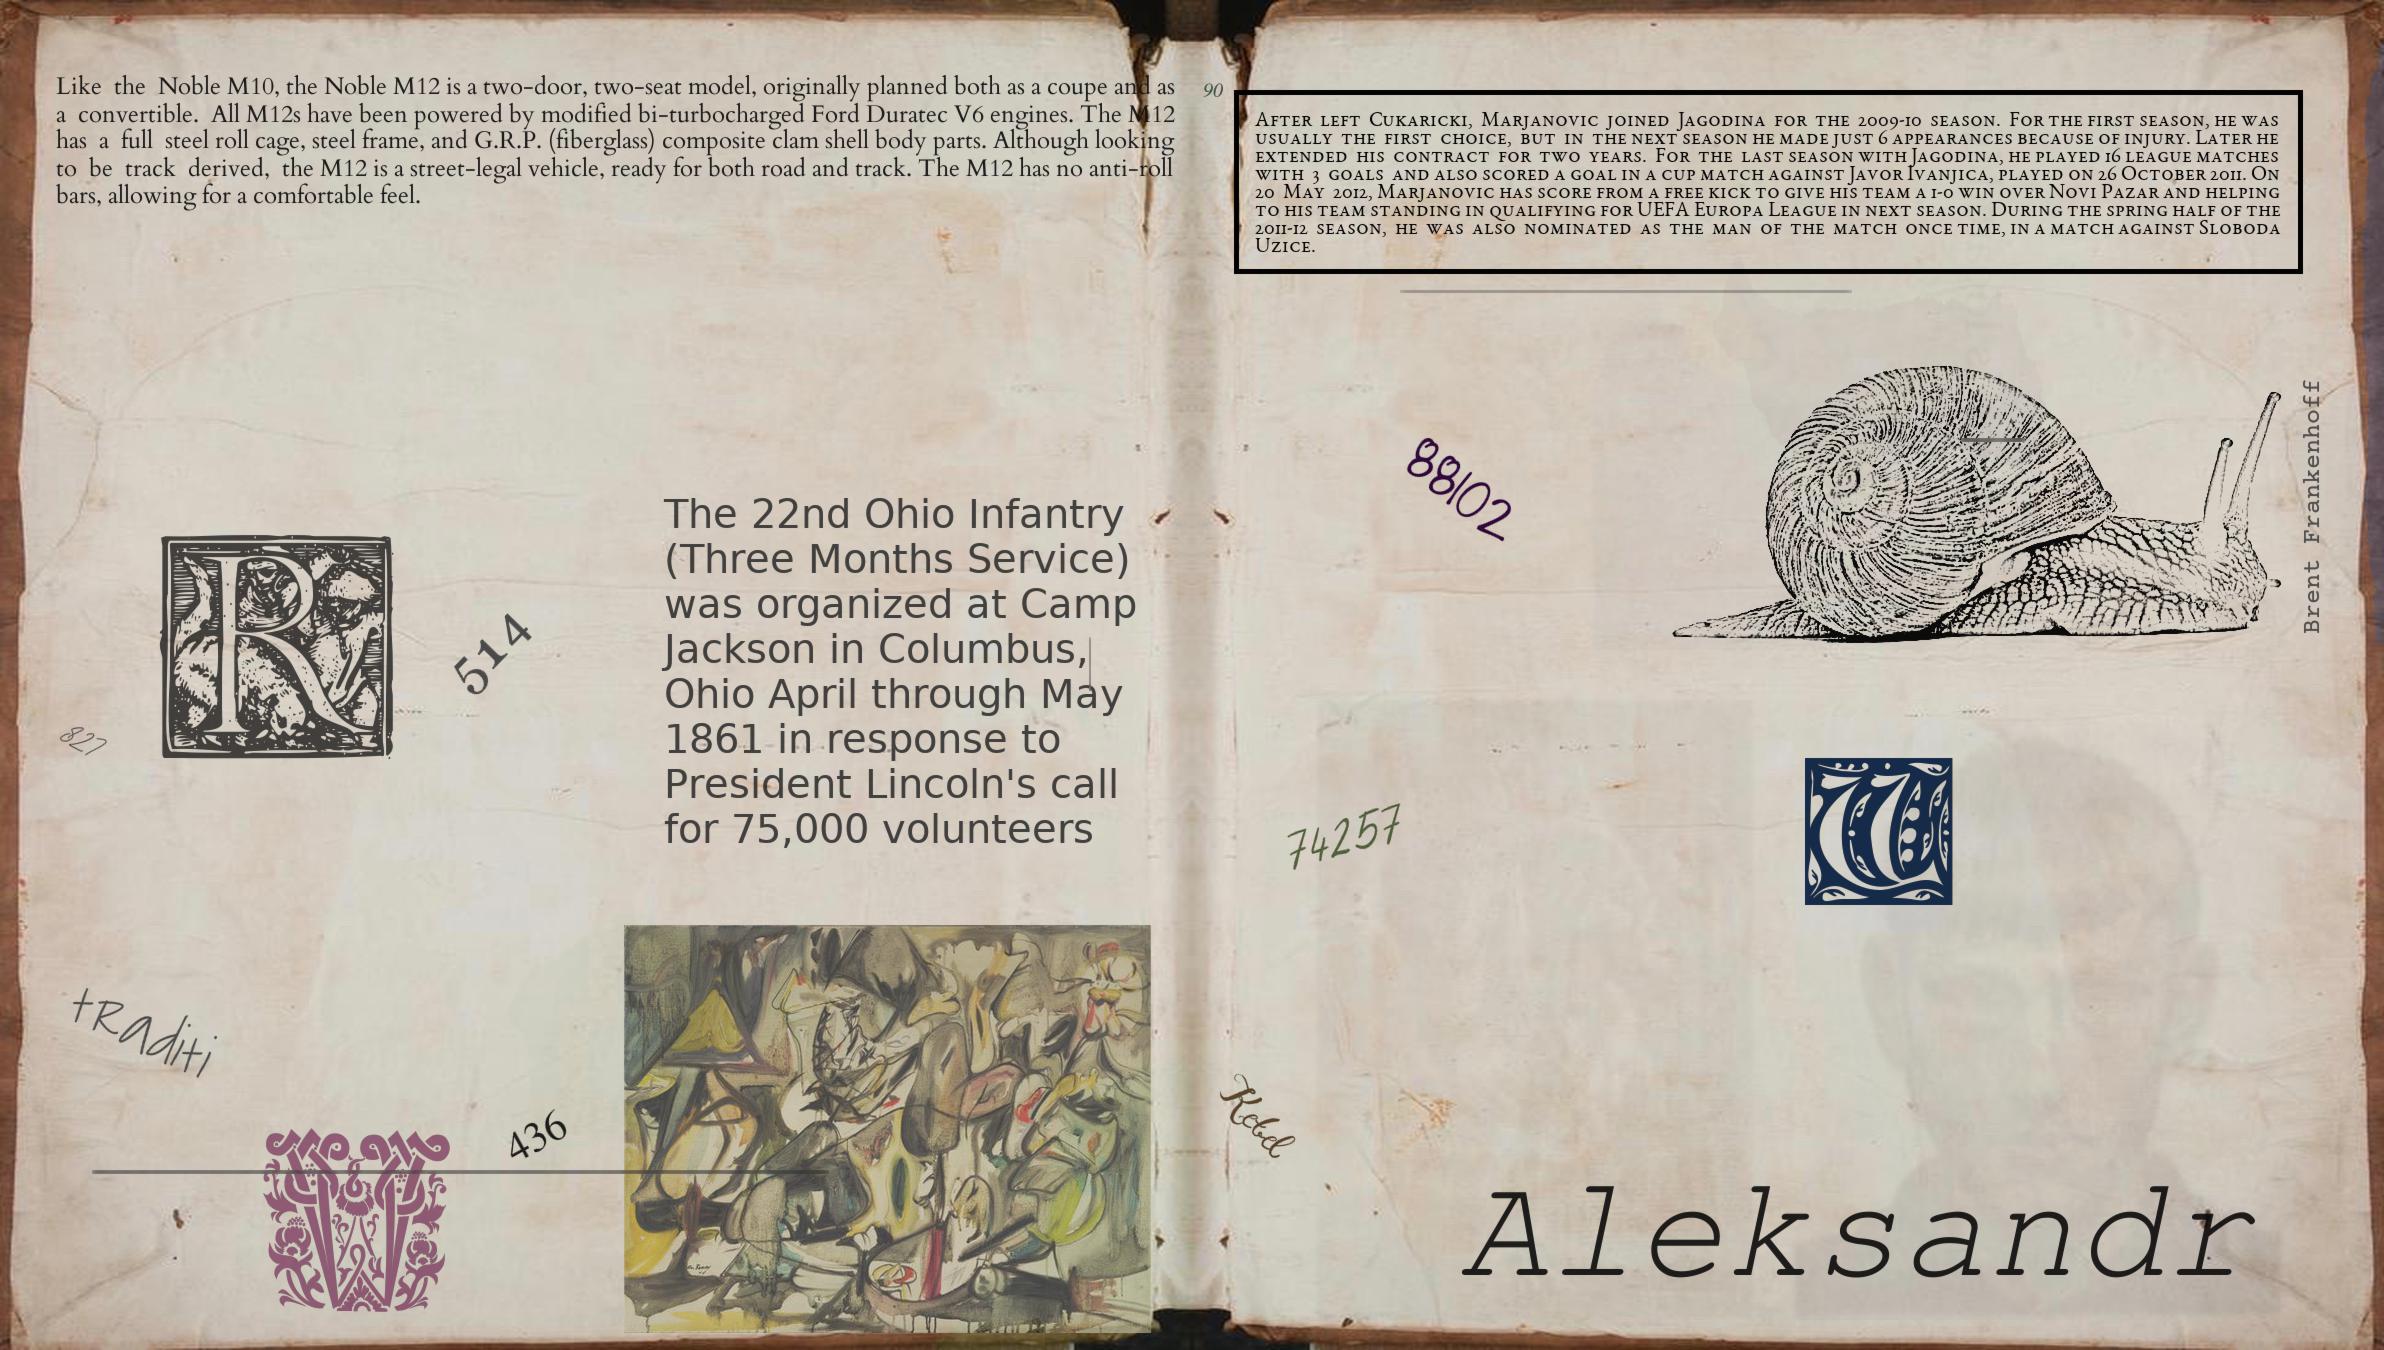 Like the Noble M10, the Noble M12 is a two-door, two-seat model, originally planned both as a coupe and as
a convertible. All M12s have been powered by modified bi-turbocharged Ford Duratec V6 engines. The M12
has a full steel roll cage, steel frame, and G.R.P. (fiberglass) composite clam shell body parts. Although looking
to be track derived, the M12 is a street-legal vehicle, ready for both road and track. The M12 has no anti-roll
bars, allowing for a comfortable feel.
90
After left Cukaricki, Marjanovic joined Jagodina for the 2009-10 season. For the first season, he was
usually the first choice, but in the next season he made just 6 appearances because of injury. Later he
extended his contract for two years. For the last season with Jagodina, he played 16 league matches
with 3 goals and also scored a goal in a cup match against Javor Ivanjica, played on 26 October 2011. On
20 May 2012, Marjanovic has score from a free kick to give his team a 1-0 win over Novi Pazar and helping
to his team standing in qualifying for UEFA Europa League in next season. During the spring half of the
2011-12 season, he was also nominated as the man of the match once time, in a match against Sloboda
Uzice.
Brent Frankenhoff
88102
R
514
827
The 22nd Ohio Infantry
(Three Months Service)
was organized at Camp
Jackson in Columbus,
Ohio April through May
1861 in response to
President Lincoln's call
for 75,000 volunteers
74257
W
traditi
436
W
Kebel
Aleksandr